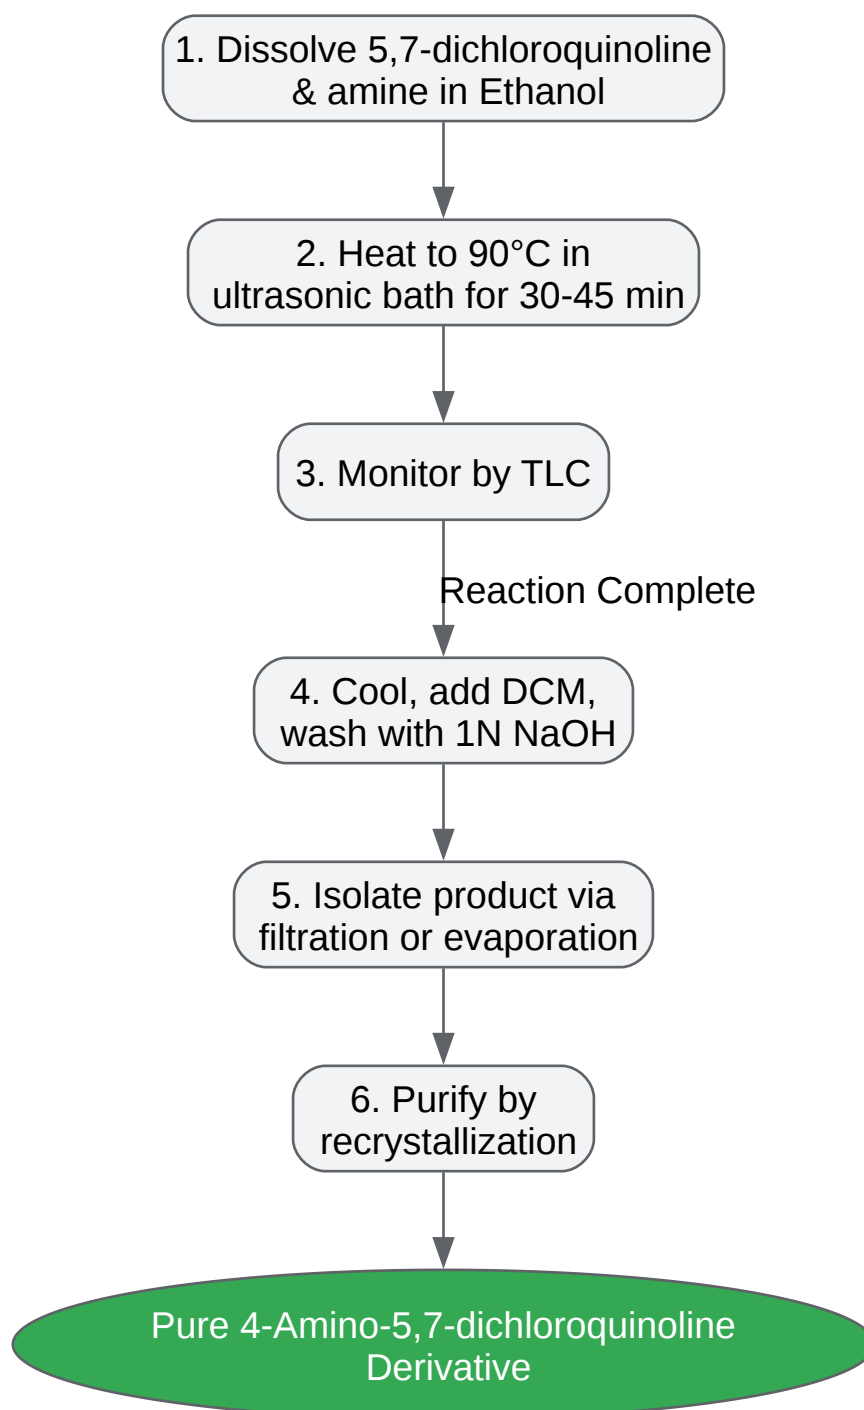 1. Dissolve 5,7-dichloroquinoline
& amine in Ethanol
2. Heat to 90°C in
ultrasonic bath for 30-45 min
3. Monitor by TLC
Reaction Complete
4. Cool, add DCM,
wash with 1N NaOH
5. Isolate product via
filtration or evaporation
6. Purify by
recrystallization
Pure 4-Amino-5,7-dichloroquinoline
Derivative